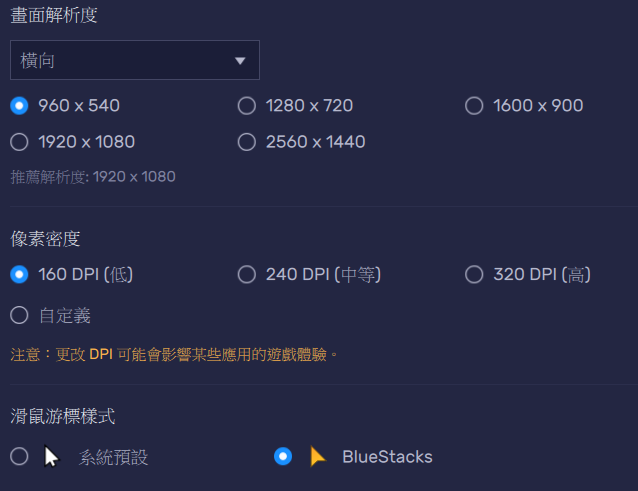 畫面解析度
橫向
960 x 540 1280 x 720 1600 x 900
1920 x 1080 2560 x 1440
推薦解析度: 1920 x 1080
像素密度
160 DPI (低) 240 DPI (中等) 320 DPI (高)
自定義
注意：更改 DPI 可能會影響某些應用的遊戲體驗。
滑鼠游標樣式
系統預設 BlueStacks